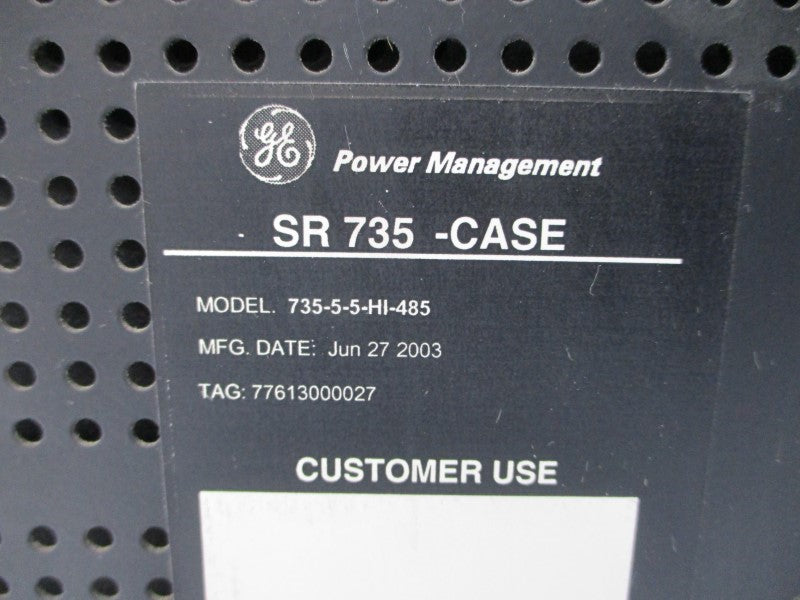 GE Power Management
SR 735 -CASE
MODEL. 735-5-5-HI-485
MFG. DATE: Jun 27 2003
TAG: 77613000027
CUSTOMER USE